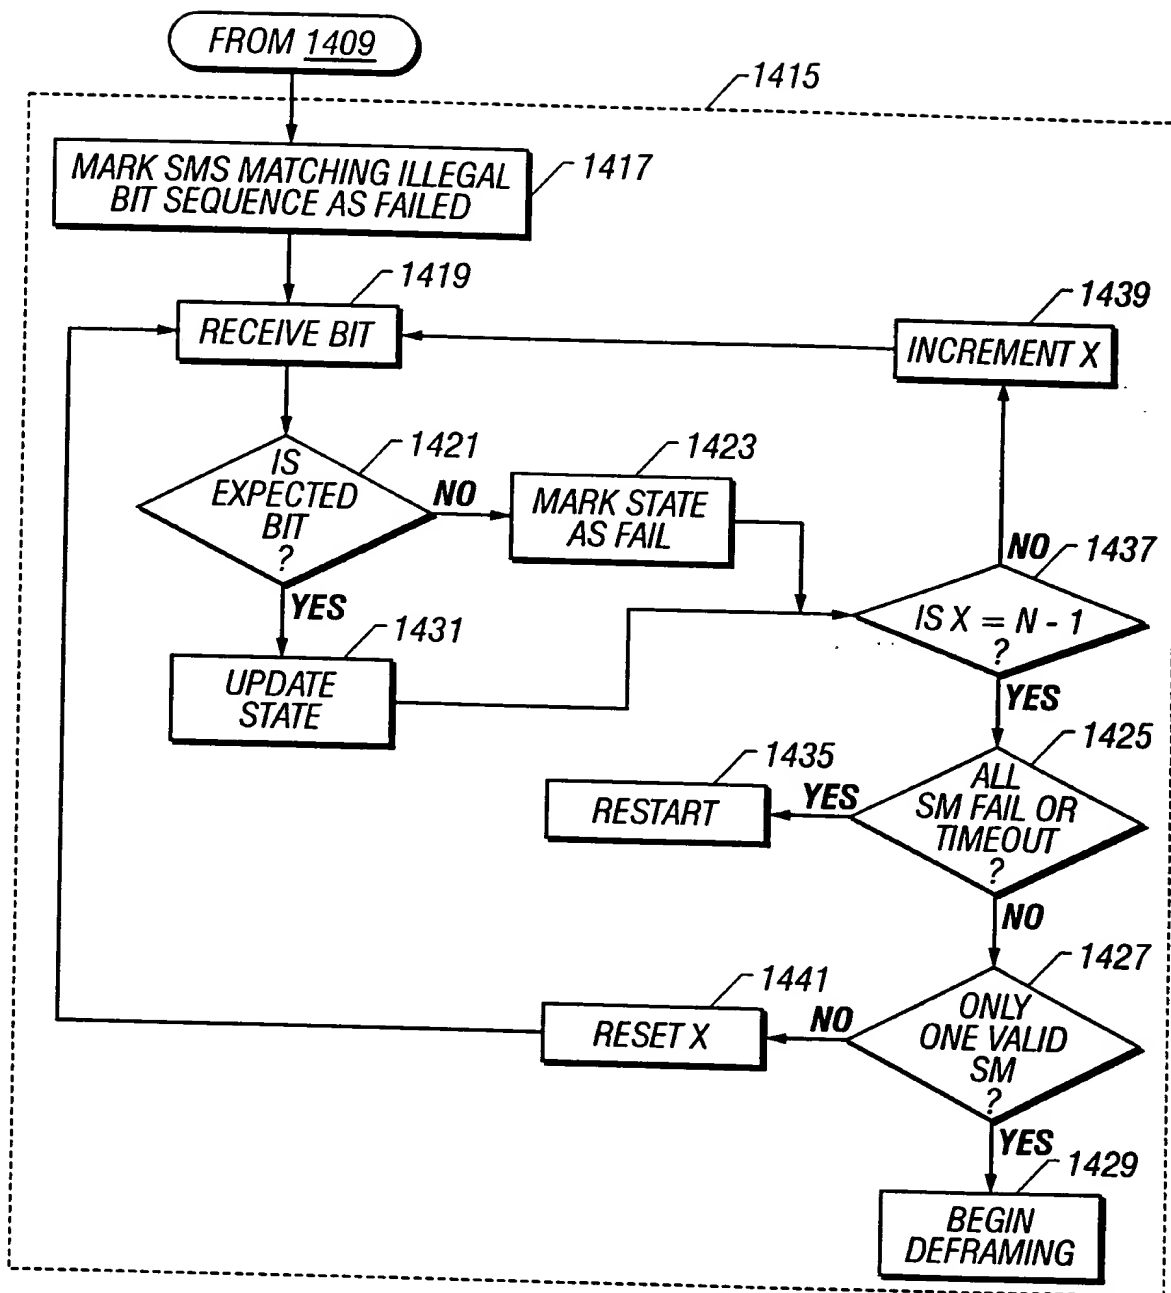 FROM 1409
1415
MARK SMS MATCHING ILLEGAL
BIT SEQUENCE AS FAILED
1417
1419
RECEIVE BIT
1439
INCREMENT X
1421
IS
EXPECTED
BIT
?
NO
1423
MARK STATE
AS FAIL
NO
1437
IS X = N - 1
?
YES
YES
1431
UPDATE
STATE
1425
ALL
SM FAIL OR
TIMEOUT
?
YES
1435
RESTART
NO
1427
ONLY
ONE VALID
SM
?
NO
1441
RESET X
YES
1429
BEGIN
DEFRAMING